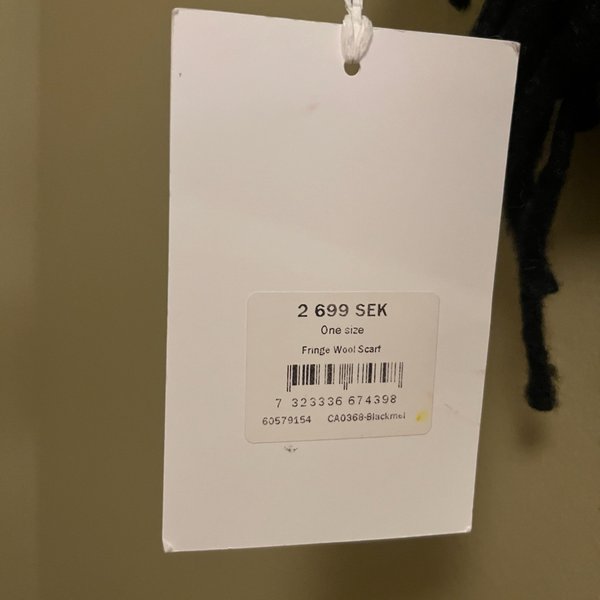 2 699 SEK
One size
Fringe Wool Scarf
7 323336 674398
60579154 CA0368-Blackmel